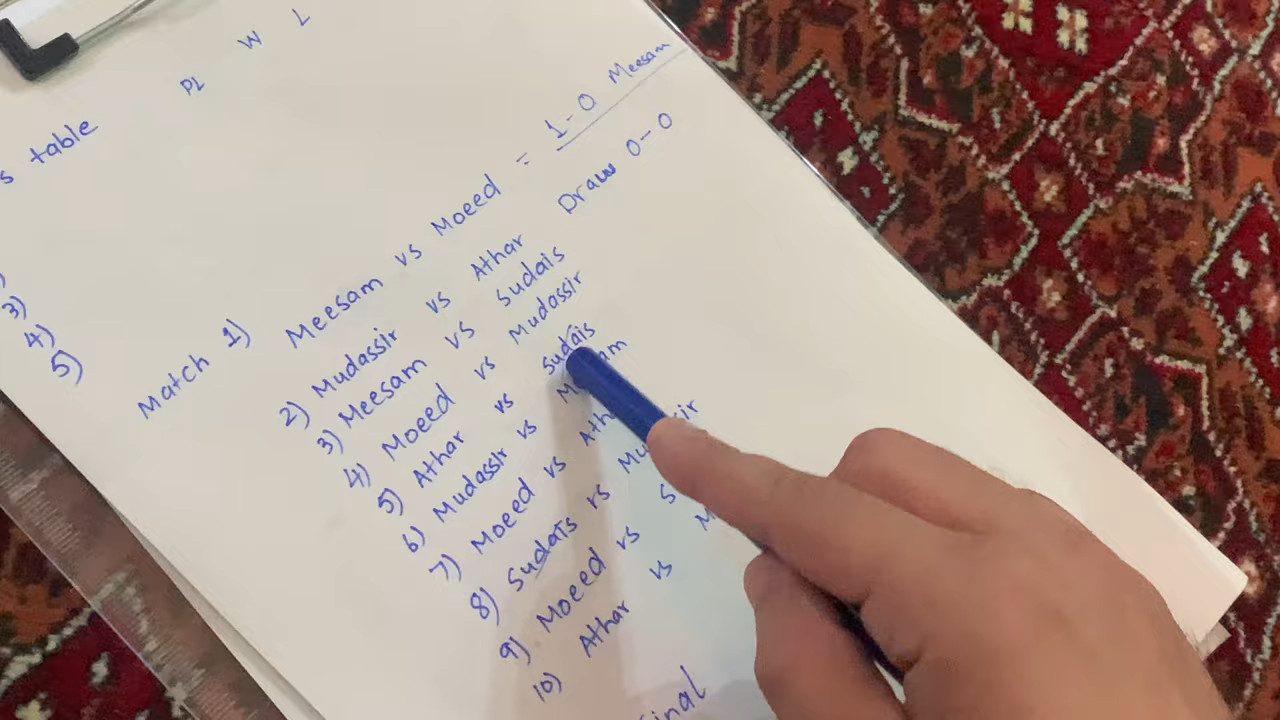 PL W L
s table
3)
4)
5)
Match 1) Meesam vs Moeed = 1-0 Meesam
2) Mudassir vs Athar Draw 0-0
3) Meesam vs Sudais
4) Moeed vs Mudassir
5) Athar vs Sudais
6) Mudassir vs
7) Moeed vs
8) Sudais vs
9) Moeed vs
10) Athar vs